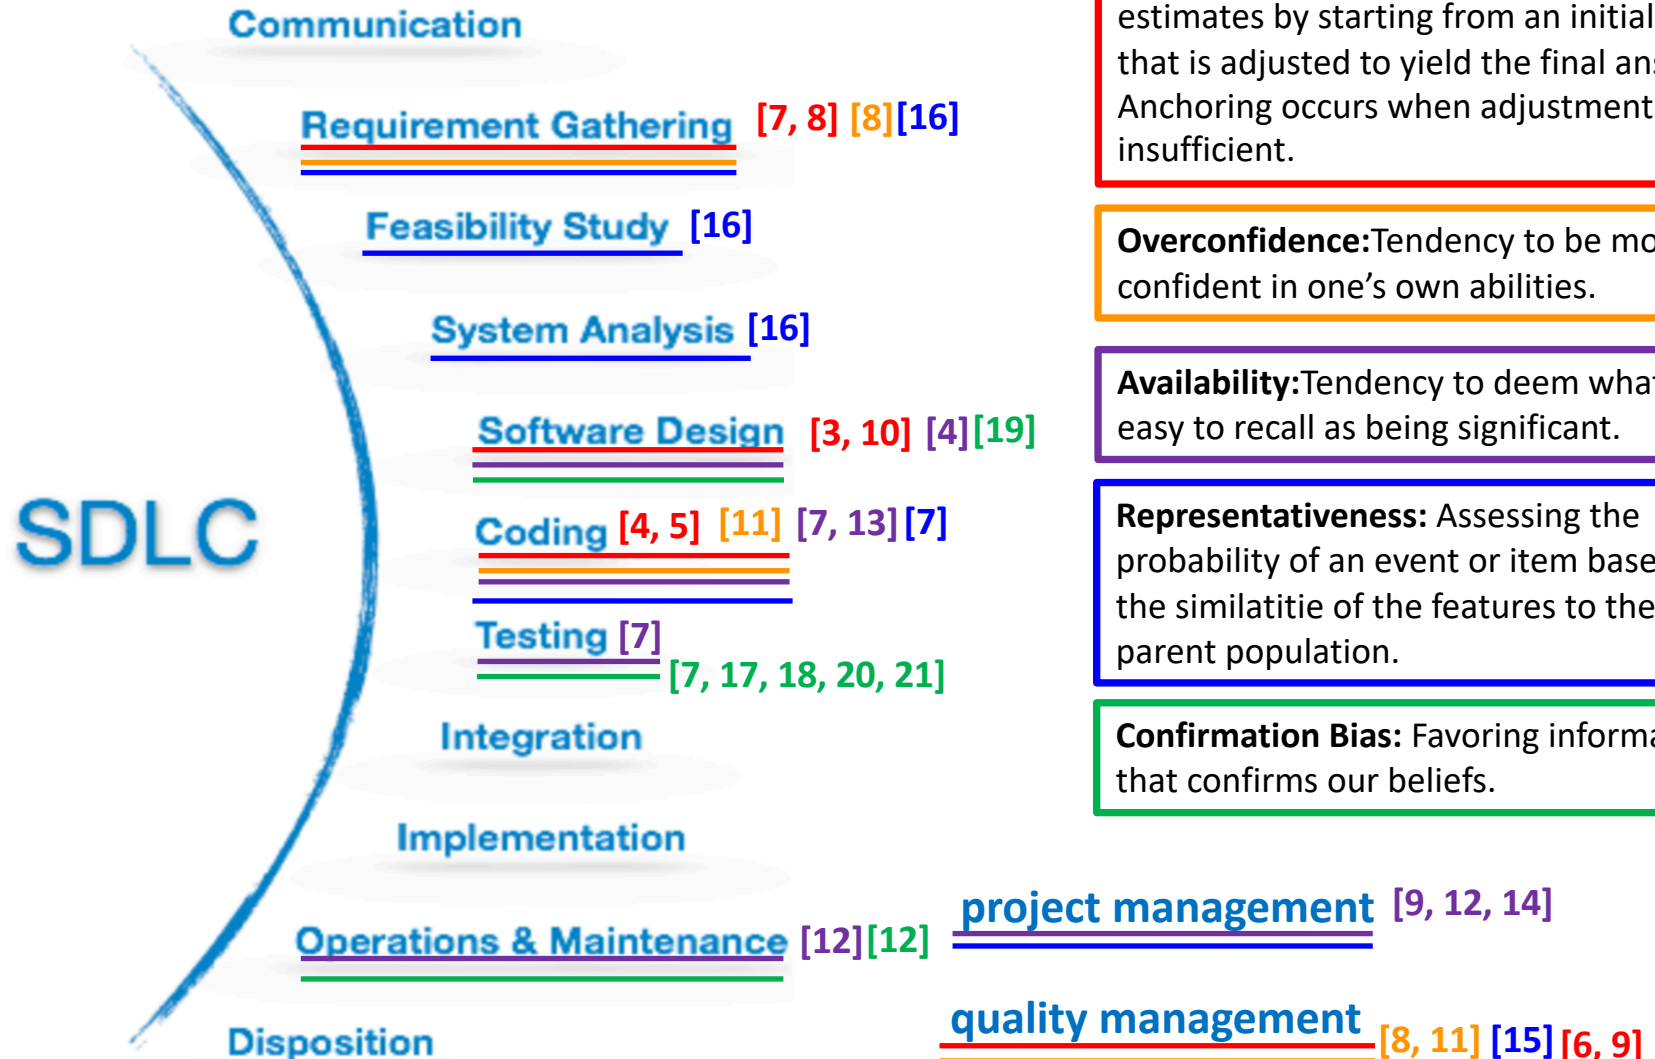 Communication
Requirement Gathering [7, 8] [8][16]
Feasibility Study [16]
System Analysis [16]
Software Design [3, 10] [4][19]
Coding [4, 5] [11] [7, 13][7]
Testing [7]
[7, 17, 18, 20, 21]
Integration
Implementation
Operations & Maintenance [12][12]
Disposition
SDLC
project management [9, 12, 14]
quality management [8, 11] [15] [6, 9]
estimates by starting from an initial
that is adjusted to yield the final
Anchoring occurs when adjustment
insufficient.
Overconfidence:Tendency to be
confident in one’s own abilities.
Availability:Tendency to deem
easy to recall as being significant.
Representativeness: Assessing the
probability of an event or item
the similatitie of the features to the
parent population.
Confirmation Bias: Favoring
that confirms our beliefs.